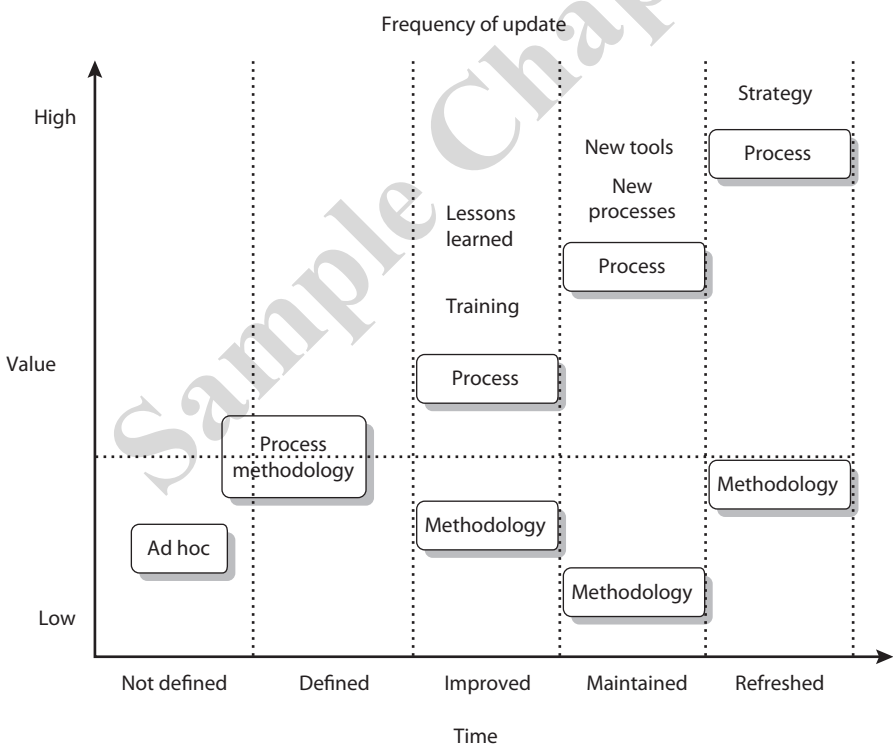 Frequency of update
High
Value
Low
Sample Chap
Strategy
Process
New tools
New
processes
Process
Lessons
learned
Training
Process
Process
methodology
Methodology
Methodology
Ad hoc
Methodology
Not defined
Defined
Improved
Maintained
Refreshed
Time